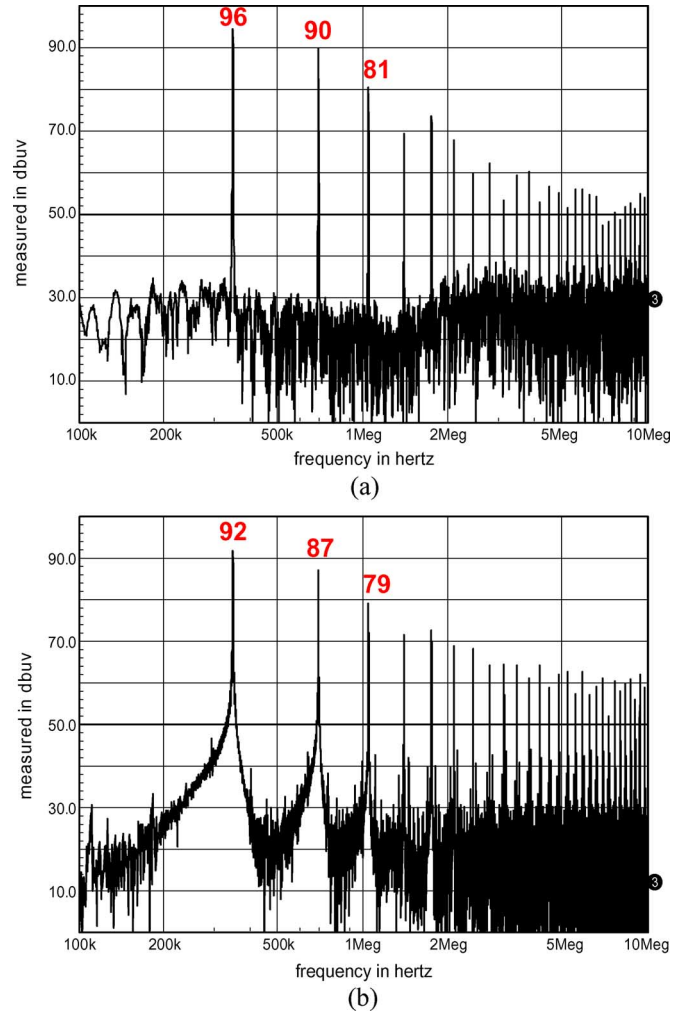 96
90
81
90.0
70.0
50.0
30.0
10.0
measured in dbuv
3
100k 200k 500k 1Meg 2Meg 5Meg 10Meg
frequency in hertz
(a)
92
87
79
90.0
70.0
50.0
30.0
10.0
measured in dbuv
3
100k 200k 500k 1Meg 2Meg 5Meg 10Meg
frequency in hertz
(b)